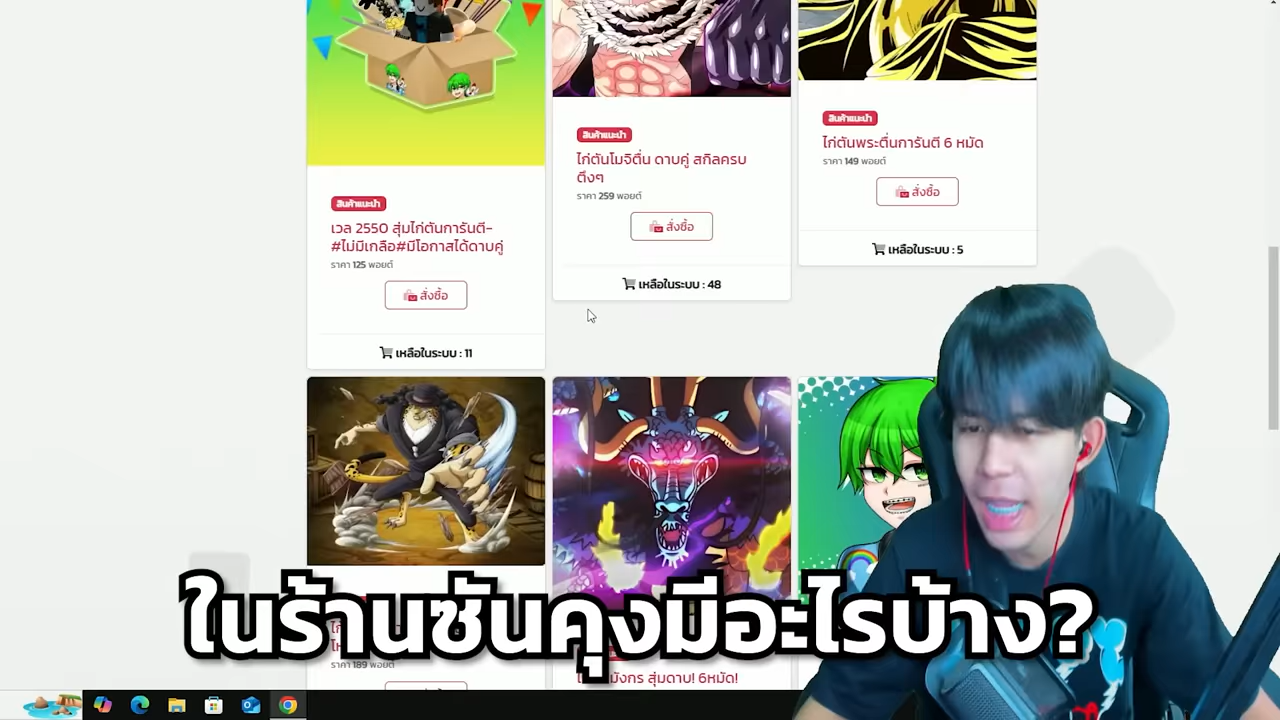 สินค้าแนะนำ
เวล 2550 สุ่มไก่ตันการันตี-
#ไม่มีเกลือ#มีโอกาสได้ดาบคู่
ราคา 125 พอยต์
สั่งซื้อ
เหลือในระบบ : 11
สินค้าแนะนำ
ไก่ตันโมจิตื่น ดาบคู่ สกิลครบ
ตึงๆ
ราคา 259 พอยต์
สั่งซื้อ
เหลือในระบบ : 48
สินค้าแนะนำ
ไก่ตันพระตื่นการันตี 6 หมัด
ราคา 149 พอยต์
สั่งซื้อ
เหลือในระบบ : 5
ในร้านซันคุงมีอะไรบ้าง?
ราคา 189 พอยต์
มังกร สุ่มดาบ! 6หมัด!